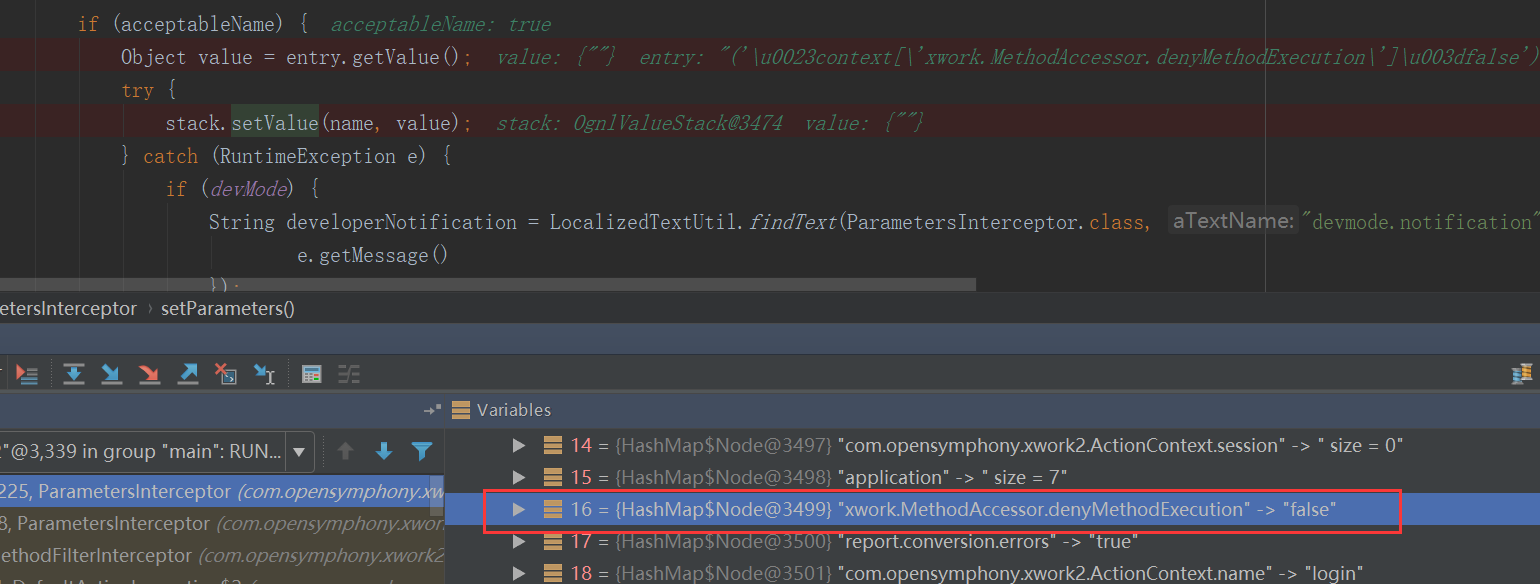 if (acceptableName) { acceptableName: true
Object value = entry.getValue(); value: {""} entry: "('\u0023context[\'xwork.MethodAccessor.denyMethodExecution\']\u003dfalse')
try {
stack.setValue(name, value); stack: OgnlValueStack@3474 value: {""}
} catch (RuntimeException e) {
if (devMode) {
String developerNotification = LocalizedTextUtil.findText(ParametersInterceptor.class, aTextName: "devmode.notification"
e.getMessage()
});
etersInterceptor › setParameters()
Variables
2"@3,339 in group "main": RUN...
14 = {HashMap$Node@3497} "com.opensymphony.xwork2.ActionContext.session" -> " size = 0"
15 = {HashMap$Node@3498} "application" -> " size = 7"
225, ParametersInterceptor (com.opensymphony.xw
16 = {HashMap$Node@3499} "xwork.MethodAccessor.denyMethodExecution" -> "false"
8, ParametersInterceptor (com.opensymphony.xwor
17 = {HashMap$Node@3500} "report.conversion.errors" -> "true"
MethodFilterInterceptor (com.opensymphony.xwork2
18 = {HashMap$Node@3501} "com.opensymphony.xwork2.ActionContext.name" -> "login"